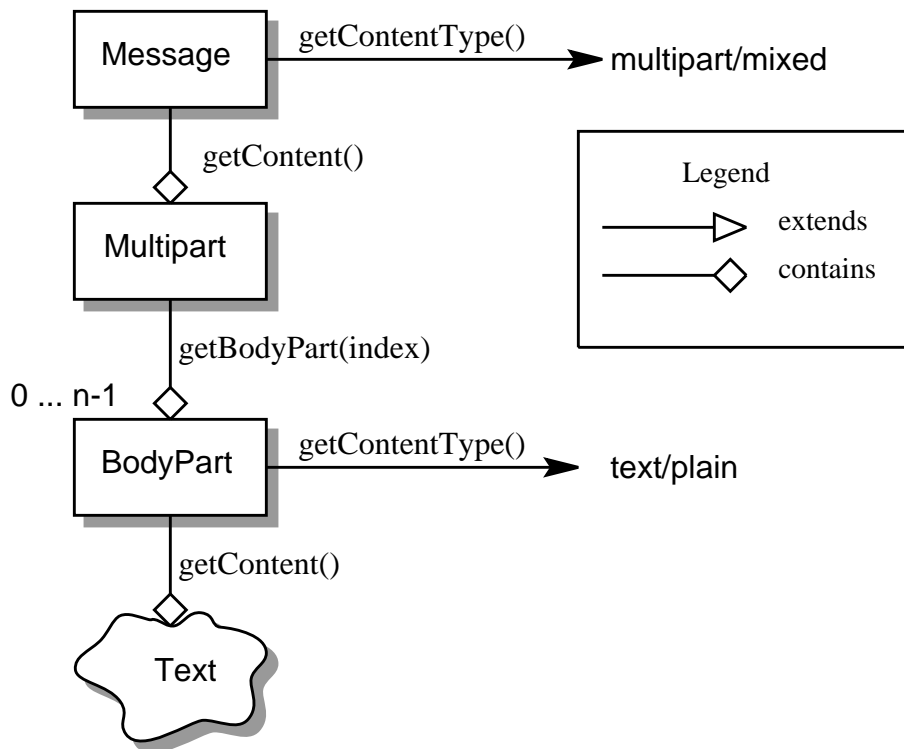 Message
getContentType()
multipart/mixed
getContent()
Legend
extends
contains
Multipart
getBodyPart(index)
0 ... n-1
BodyPart
getContentType()
text/plain
getContent()
Text